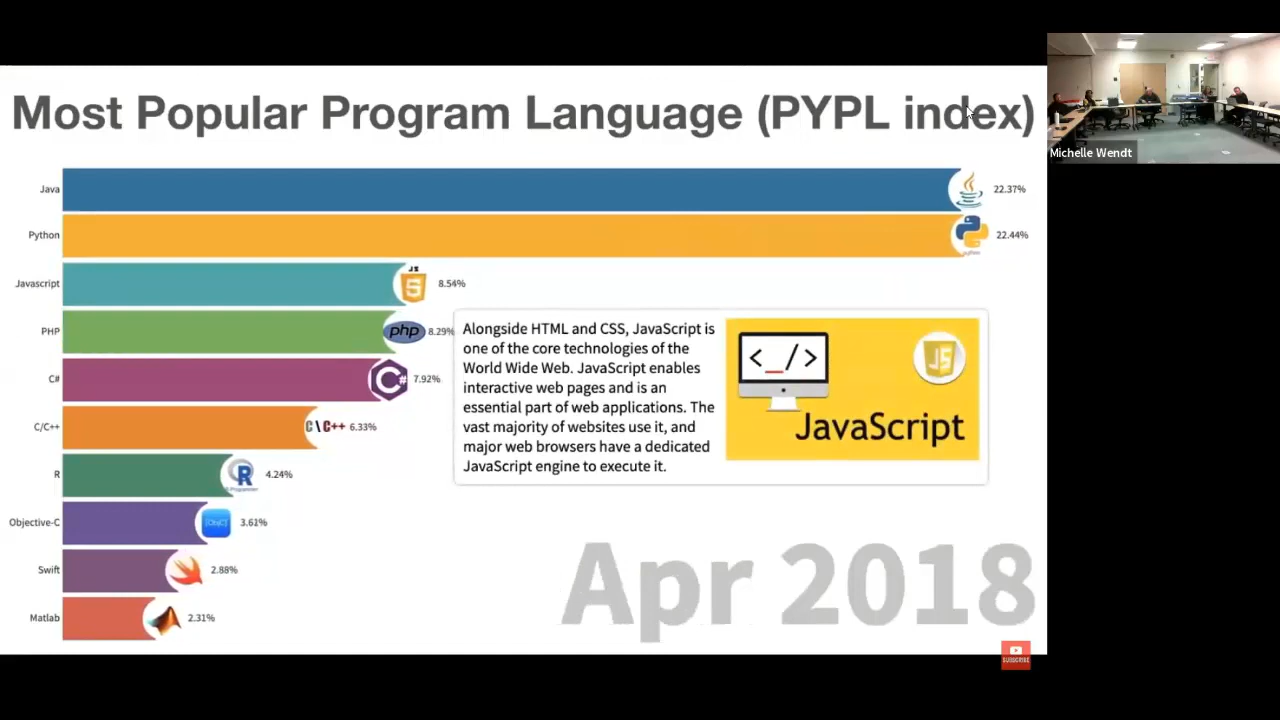 Most Popular Program Language (PYPL index)
Michelle Wendt
Java 22.37%
Python 22.44%
Javascript JS 5 8.54%
PHP php 8.29%
C# C# 7.92%
C/C++ C\C++ 6.33%
R R 4.24%
Objective-C [ObjC] 3.61%
Swift 2.88%
Matlab 2.31%
Alongside HTML and CSS, JavaScript is
one of the core technologies of the
World Wide Web. JavaScript enables
interactive web pages and is an
essential part of web applications. The
vast majority of websites use it, and
major web browsers have a dedicated
JavaScript engine to execute it.
<_/>
JS
JavaScript
Apr 2018
SUBSCRIBE